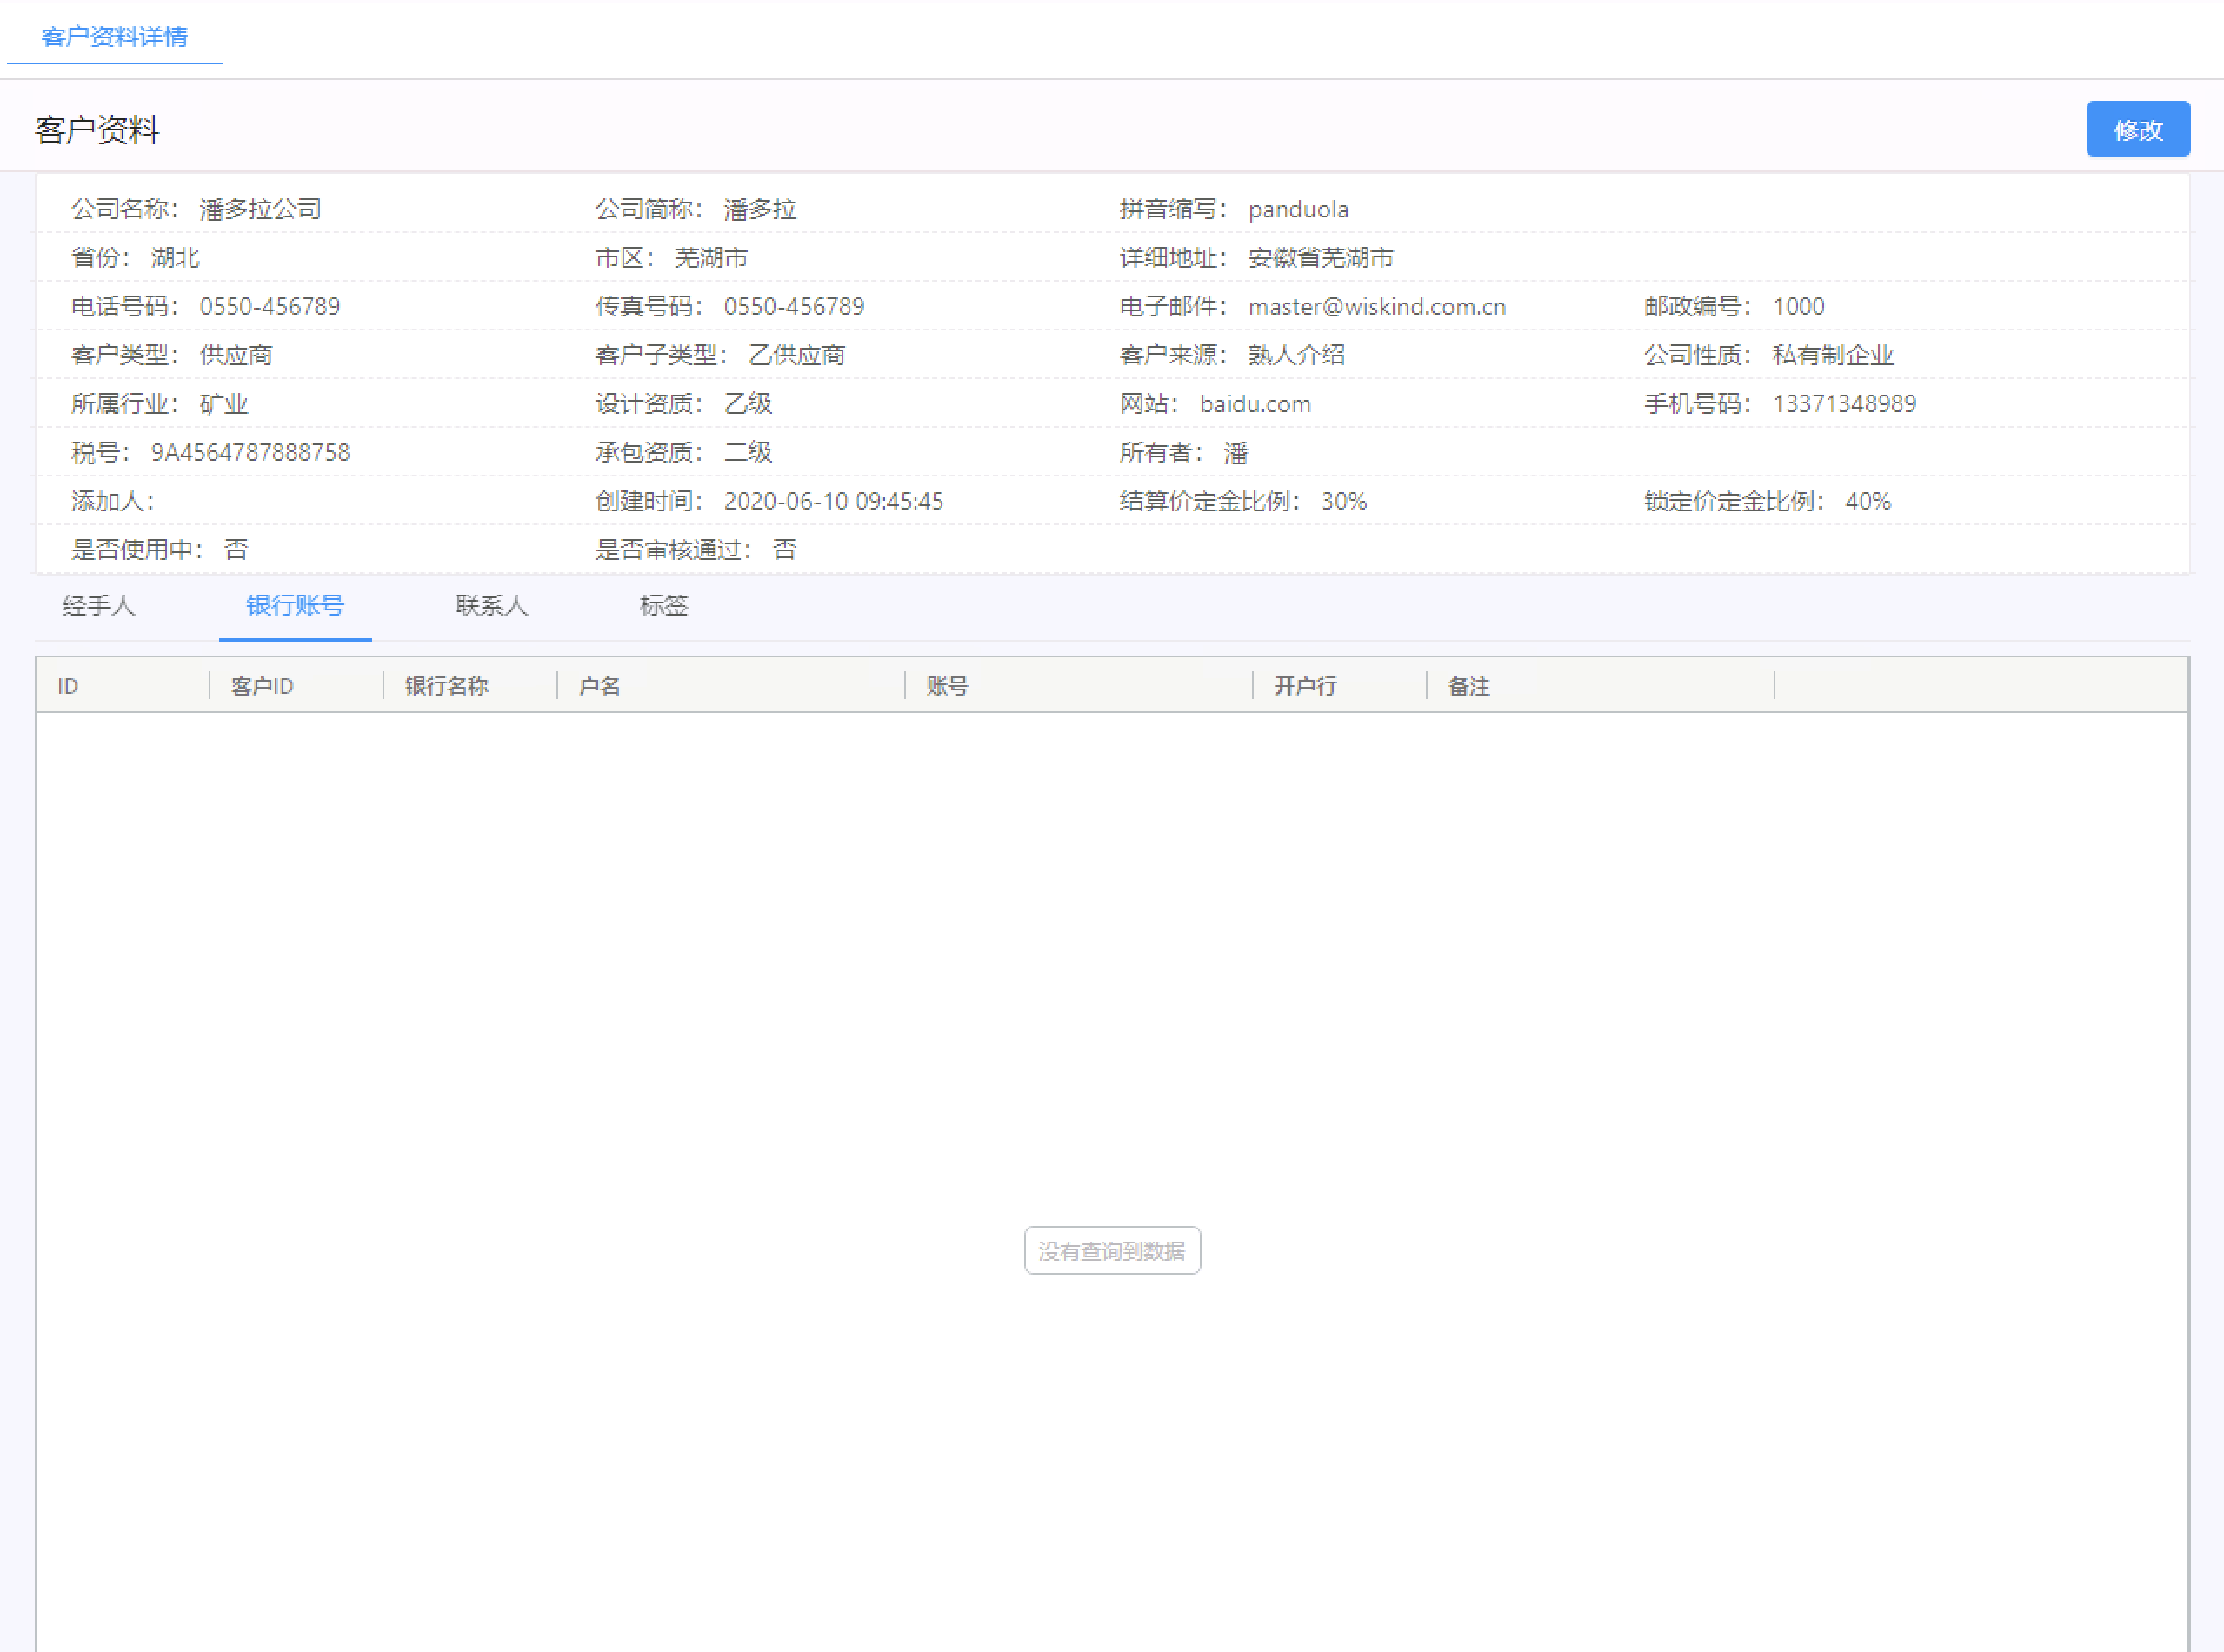 客户资料详情
客户资料
修改
公司名称： 潘多拉公司 公司简称： 潘多拉 拼音缩写： panduola
省份： 湖北 市区： 芜湖市 详细地址： 安徽省芜湖市
电话号码： 0550-456789 传真号码： 0550-456789 电子邮件： master@wiskind.com.cn 邮政编号： 1000
客户类型： 供应商 客户子类型： 乙供应商 客户来源： 熟人介绍 公司性质： 私有制企业
所属行业： 矿业 设计资质： 乙级 网站： baidu.com 手机号码： 13371348989
税号： 9A4564787888758 承包资质： 二级 所有者： 潘
添加人： 创建时间： 2020-06-10 09:45:45 结算价定金比例： 30% 锁定价定金比例： 40%
是否使用中： 否 是否审核通过： 否
经手人 银行账号 联系人 标签
ID 客户ID 银行名称 户名 账号 开户行 备注
没有查询到数据